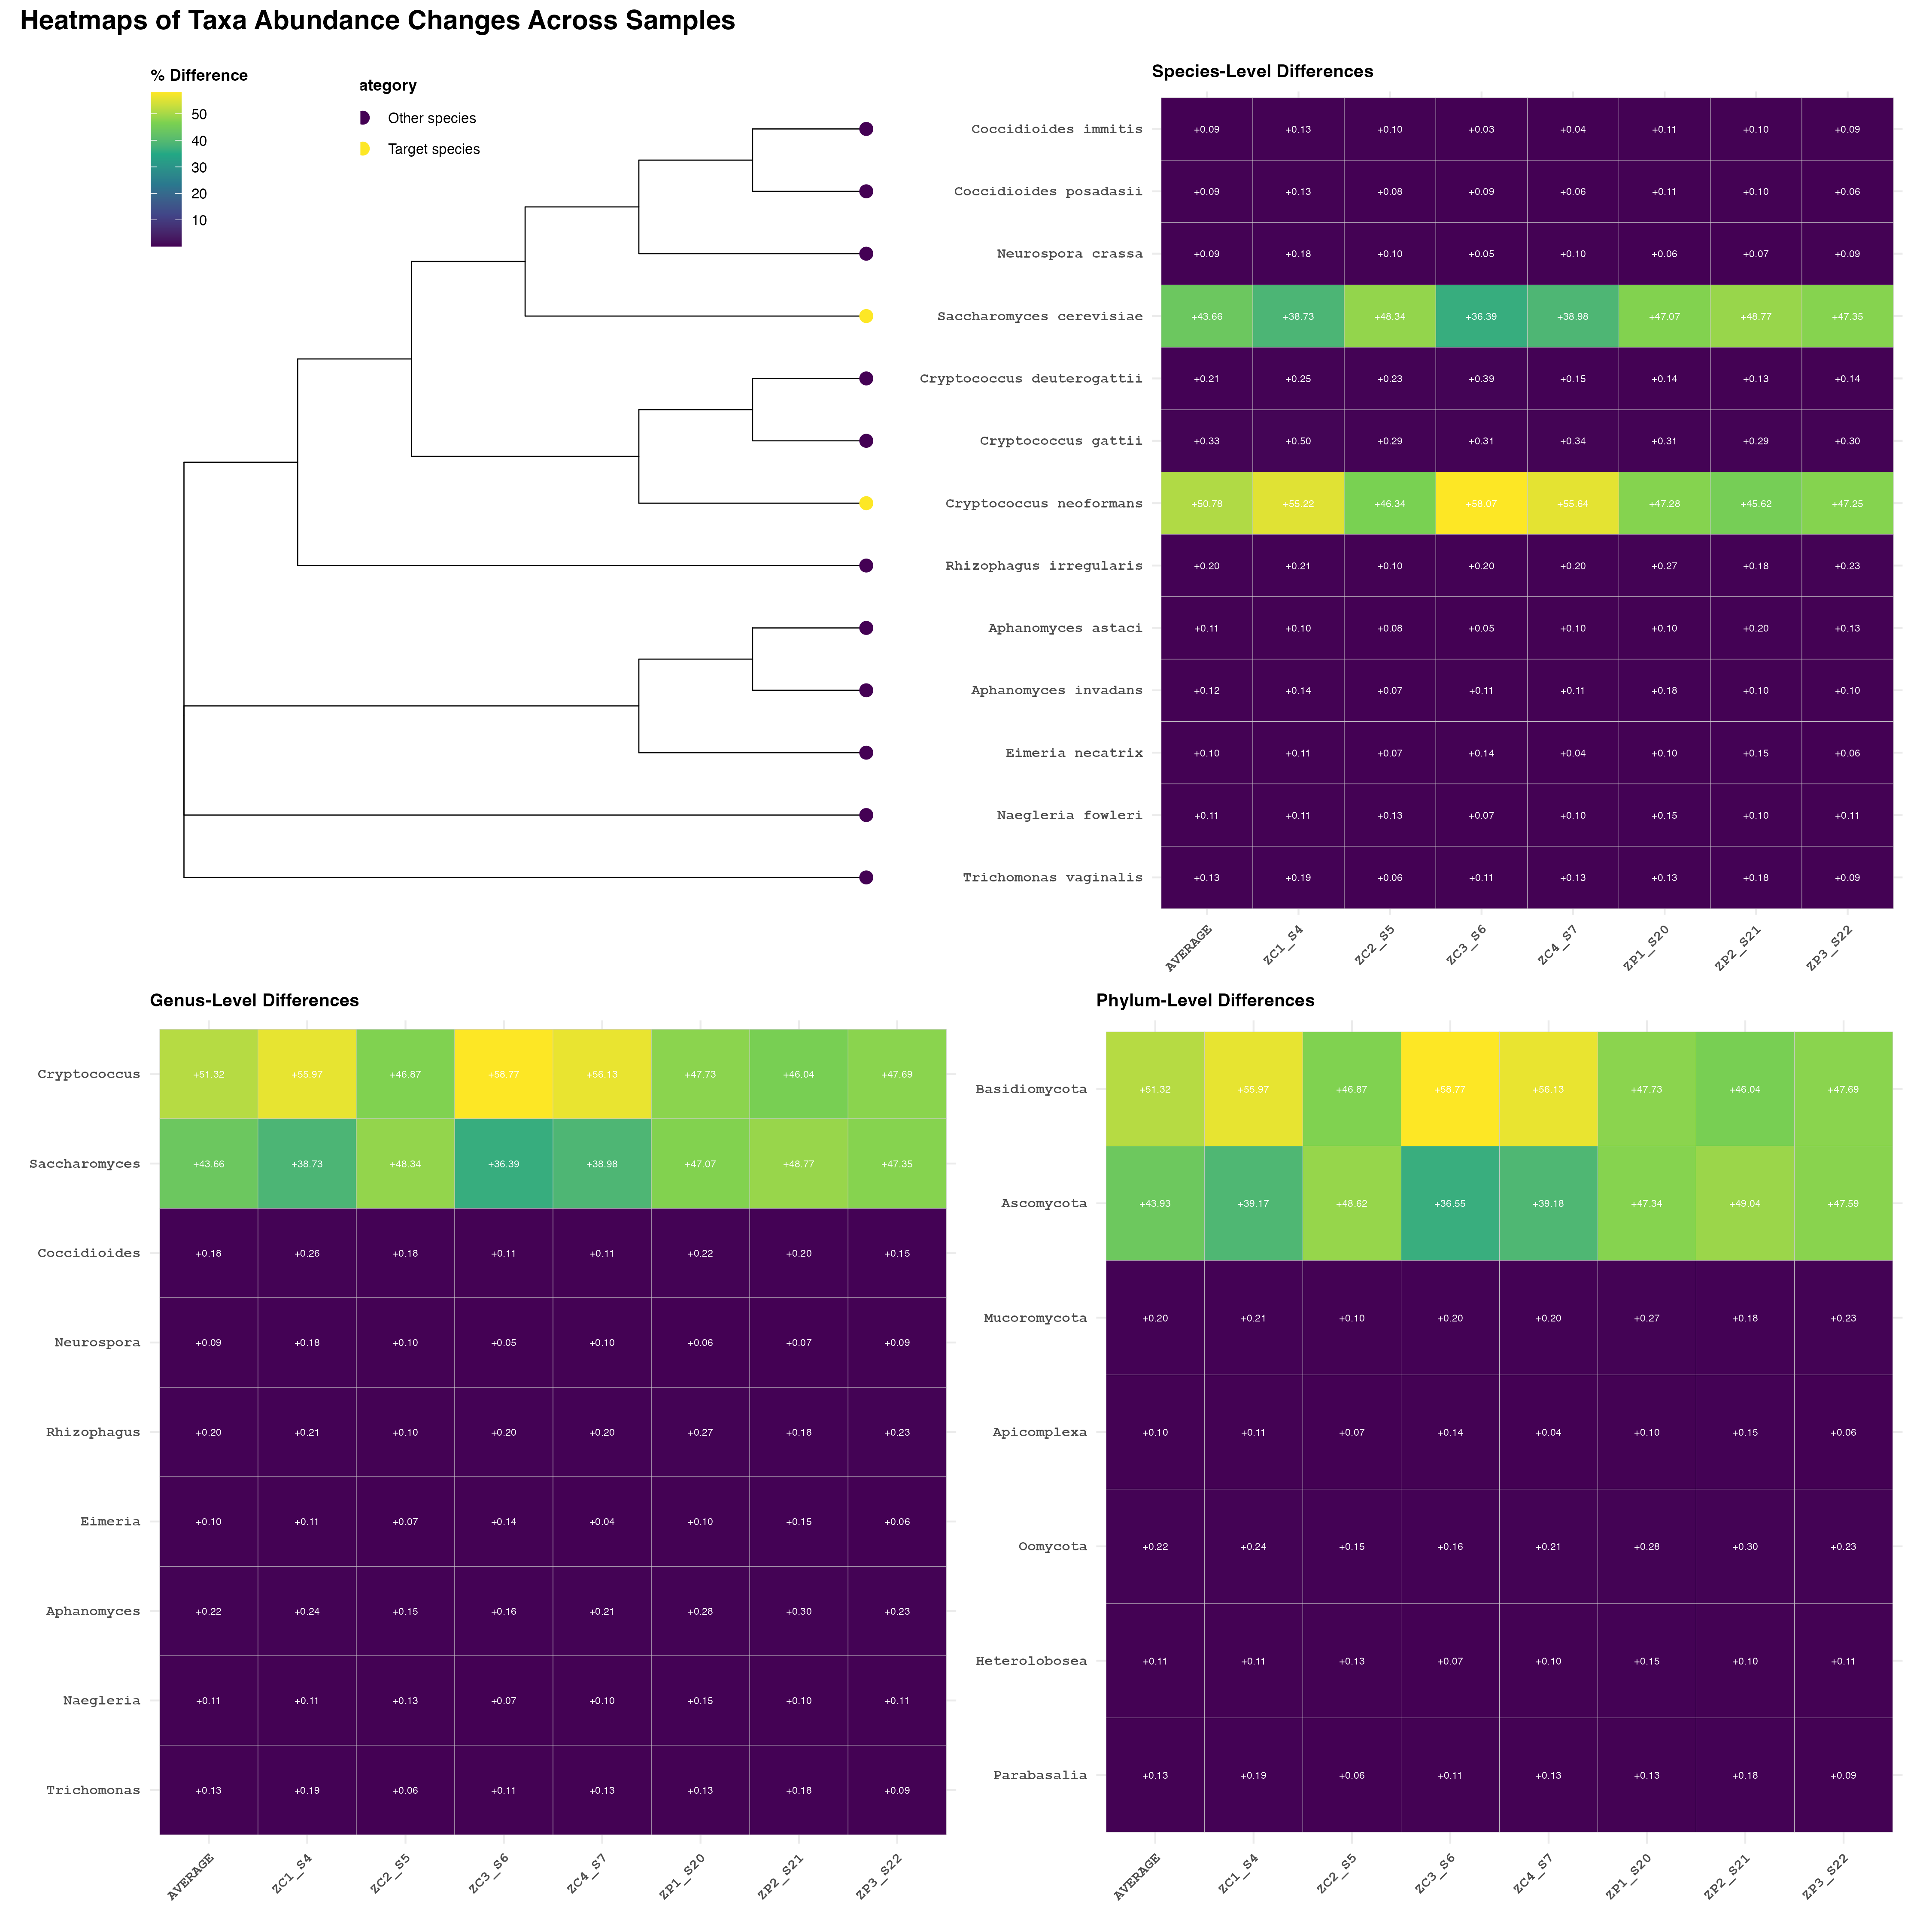 Heatmaps of Taxa Abundance Changes Across Samples
% Difference
50
40
30
20
10
ategory
Other species
Target species
Species-Level Differences
Coccidioides immitis +0.09 +0.13 +0.10 +0.03 +0.04 +0.11 +0.10 +0.09
Coccidioides posadasii +0.09 +0.13 +0.08 +0.09 +0.06 +0.11 +0.10 +0.06
Neurospora crassa +0.09 +0.18 +0.10 +0.05 +0.10 +0.06 +0.07 +0.09
Saccharomyces cerevisiae +43.66 +38.73 +48.34 +36.39 +38.98 +47.07 +48.77 +47.35
Cryptococcus deuterogattii +0.21 +0.25 +0.23 +0.39 +0.15 +0.14 +0.13 +0.14
Cryptococcus gattii +0.33 +0.50 +0.29 +0.31 +0.34 +0.31 +0.29 +0.30
Cryptococcus neoformans +50.78 +55.22 +46.34 +58.07 +55.64 +47.28 +45.62 +47.25
Rhizophagus irregularis +0.20 +0.21 +0.10 +0.20 +0.20 +0.27 +0.18 +0.23
Aphanomyces astaci +0.11 +0.10 +0.08 +0.05 +0.10 +0.10 +0.20 +0.13
Aphanomyces invadans +0.12 +0.14 +0.07 +0.11 +0.11 +0.18 +0.10 +0.10
Eimeria necatrix +0.10 +0.11 +0.07 +0.14 +0.04 +0.10 +0.15 +0.06
Naegleria fowleri +0.11 +0.11 +0.13 +0.07 +0.10 +0.15 +0.10 +0.11
Trichomonas vaginalis +0.13 +0.19 +0.06 +0.11 +0.13 +0.13 +0.18 +0.09
AVERAGE ZC1_S4 ZC2_S5 ZC3_S6 ZC4_S7 ZP1_S20 ZP2_S21 ZP3_S22
Genus-Level Differences
Cryptococcus +51.32 +55.97 +46.87 +58.77 +56.13 +47.73 +46.04 +47.69
Saccharomyces +43.66 +38.73 +48.34 +36.39 +38.98 +47.07 +48.77 +47.35
Coccidioides +0.18 +0.26 +0.18 +0.11 +0.11 +0.22 +0.20 +0.15
Neurospora +0.09 +0.18 +0.10 +0.05 +0.10 +0.06 +0.07 +0.09
Rhizophagus +0.20 +0.21 +0.10 +0.20 +0.20 +0.27 +0.18 +0.23
Eimeria +0.10 +0.11 +0.07 +0.14 +0.04 +0.10 +0.15 +0.06
Aphanomyces +0.22 +0.24 +0.15 +0.16 +0.21 +0.28 +0.30 +0.23
Naegleria +0.11 +0.11 +0.13 +0.07 +0.10 +0.15 +0.10 +0.11
Trichomonas +0.13 +0.19 +0.06 +0.11 +0.13 +0.13 +0.18 +0.09
AVERAGE ZC1_S4 ZC2_S5 ZC3_S6 ZC4_S7 ZP1_S20 ZP2_S21 ZP3_S22
Phylum-Level Differences
Basidiomycota +51.32 +55.97 +46.87 +58.77 +56.13 +47.73 +46.04 +47.69
Ascomycota +43.93 +39.17 +48.62 +36.55 +39.18 +47.34 +49.04 +47.59
Mucoromycota +0.20 +0.21 +0.10 +0.20 +0.20 +0.27 +0.18 +0.23
Apicomplexa +0.10 +0.11 +0.07 +0.14 +0.04 +0.10 +0.15 +0.06
Oomycota +0.22 +0.24 +0.15 +0.16 +0.21 +0.28 +0.30 +0.23
Heterolobosea +0.11 +0.11 +0.13 +0.07 +0.10 +0.15 +0.10 +0.11
Parabasalia +0.13 +0.19 +0.06 +0.11 +0.13 +0.13 +0.18 +0.09
AVERAGE ZC1_S4 ZC2_S5 ZC3_S6 ZC4_S7 ZP1_S20 ZP2_S21 ZP3_S22